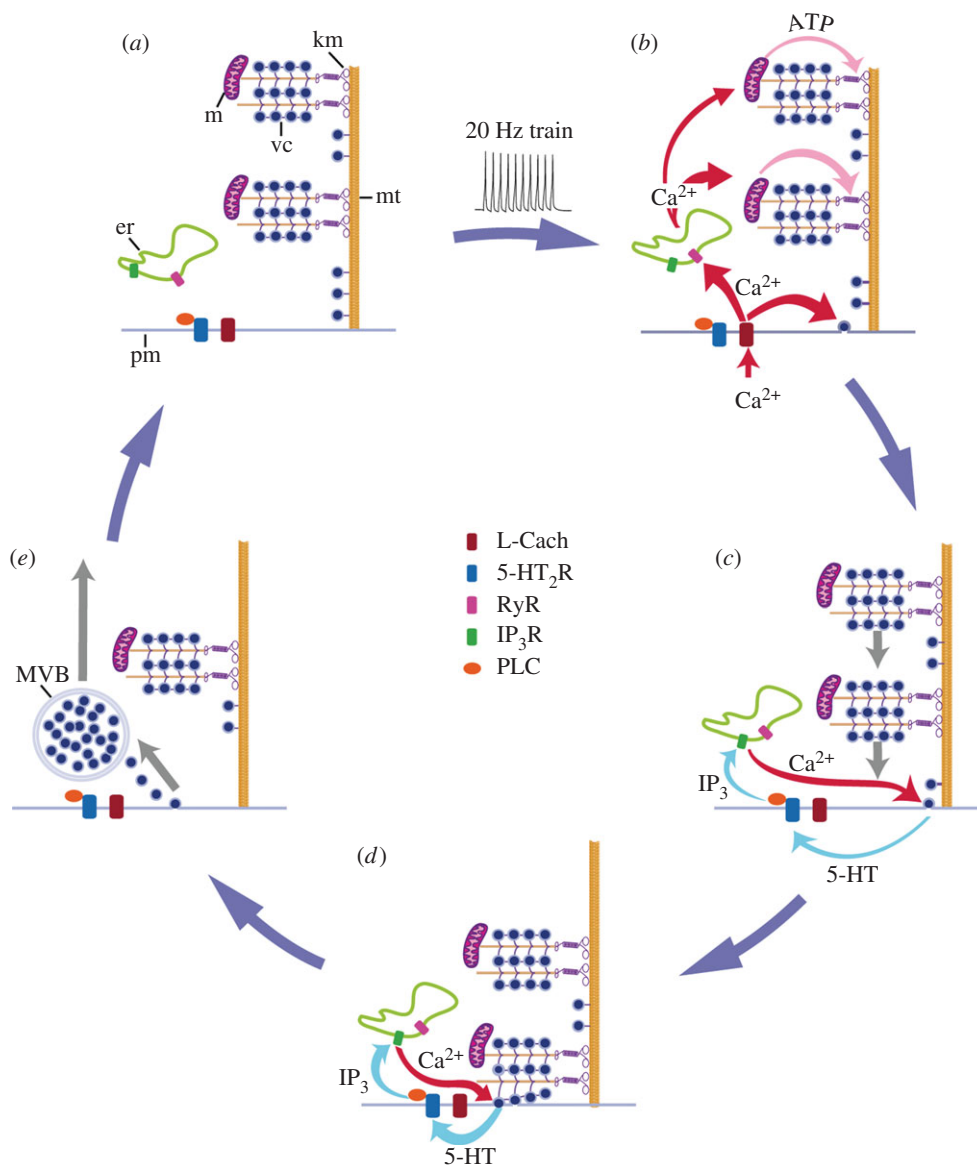 (a)
km
m
vc
mt
er
pm
20 Hz train
(b)
ATP
Ca²⁺
Ca²⁺
Ca²⁺
(c)
Ca²⁺
IP₃
5-HT
(d)
Ca²⁺
IP₃
5-HT
(e)
MVB
L-Cach
5-HT₂R
RyR
IP₃R
PLC